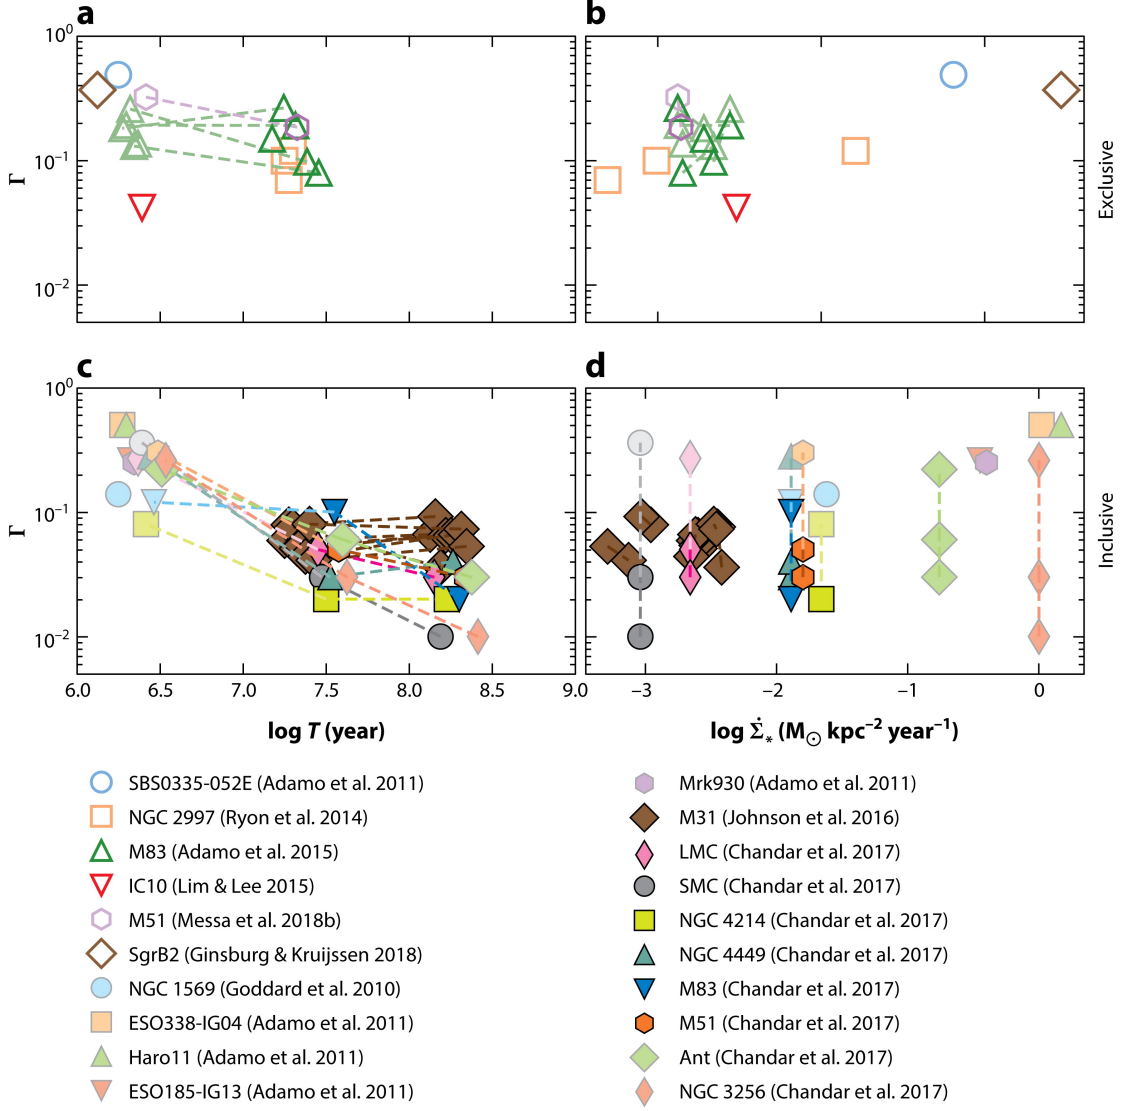 a
b
10⁰
10⁻¹
10⁻²
Γ
Exclusive
c
d
10⁰
10⁻¹
10⁻²
Γ
Inclusive
6.0 6.5 7.0 7.5 8.0 8.5 9.0
−3 −2 −1 0
log T (year)
log Σ̇* (M⊙ kpc⁻² year⁻¹)
SBS0335-052E (Adamo et al. 2011)
NGC 2997 (Ryon et al. 2014)
M83 (Adamo et al. 2015)
IC10 (Lim & Lee 2015)
M51 (Messa et al. 2018b)
SgrB2 (Ginsburg & Kruijssen 2018)
NGC 1569 (Goddard et al. 2010)
ESO338-IG04 (Adamo et al. 2011)
Haro11 (Adamo et al. 2011)
ESO185-IG13 (Adamo et al. 2011)
Mrk930 (Adamo et al. 2011)
M31 (Johnson et al. 2016)
LMC (Chandar et al. 2017)
SMC (Chandar et al. 2017)
NGC 4214 (Chandar et al. 2017)
NGC 4449 (Chandar et al. 2017)
M83 (Chandar et al. 2017)
M51 (Chandar et al. 2017)
Ant (Chandar et al. 2017)
NGC 3256 (Chandar et al. 2017)